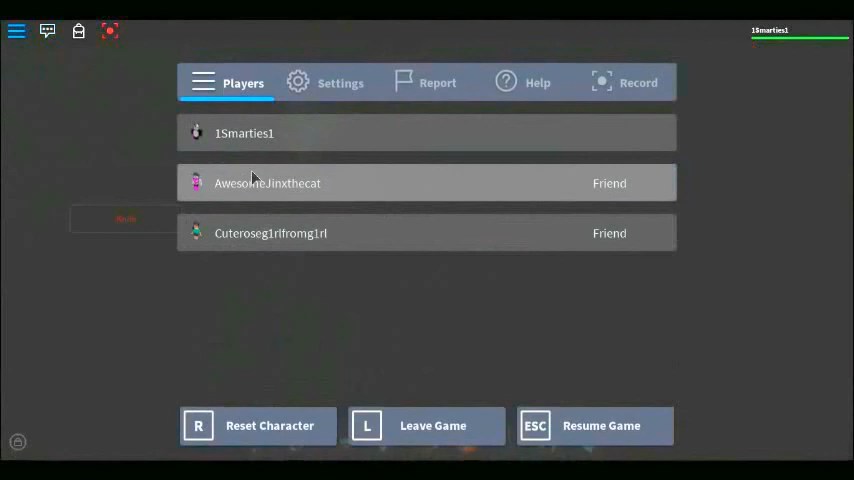 1Smarties1
Players Settings Report Help Record
1Smarties1
AwesomeJinxthecat Friend
Cuteroseg1rlfromg1rl Friend
R Reset Character L Leave Game ESC Resume Game